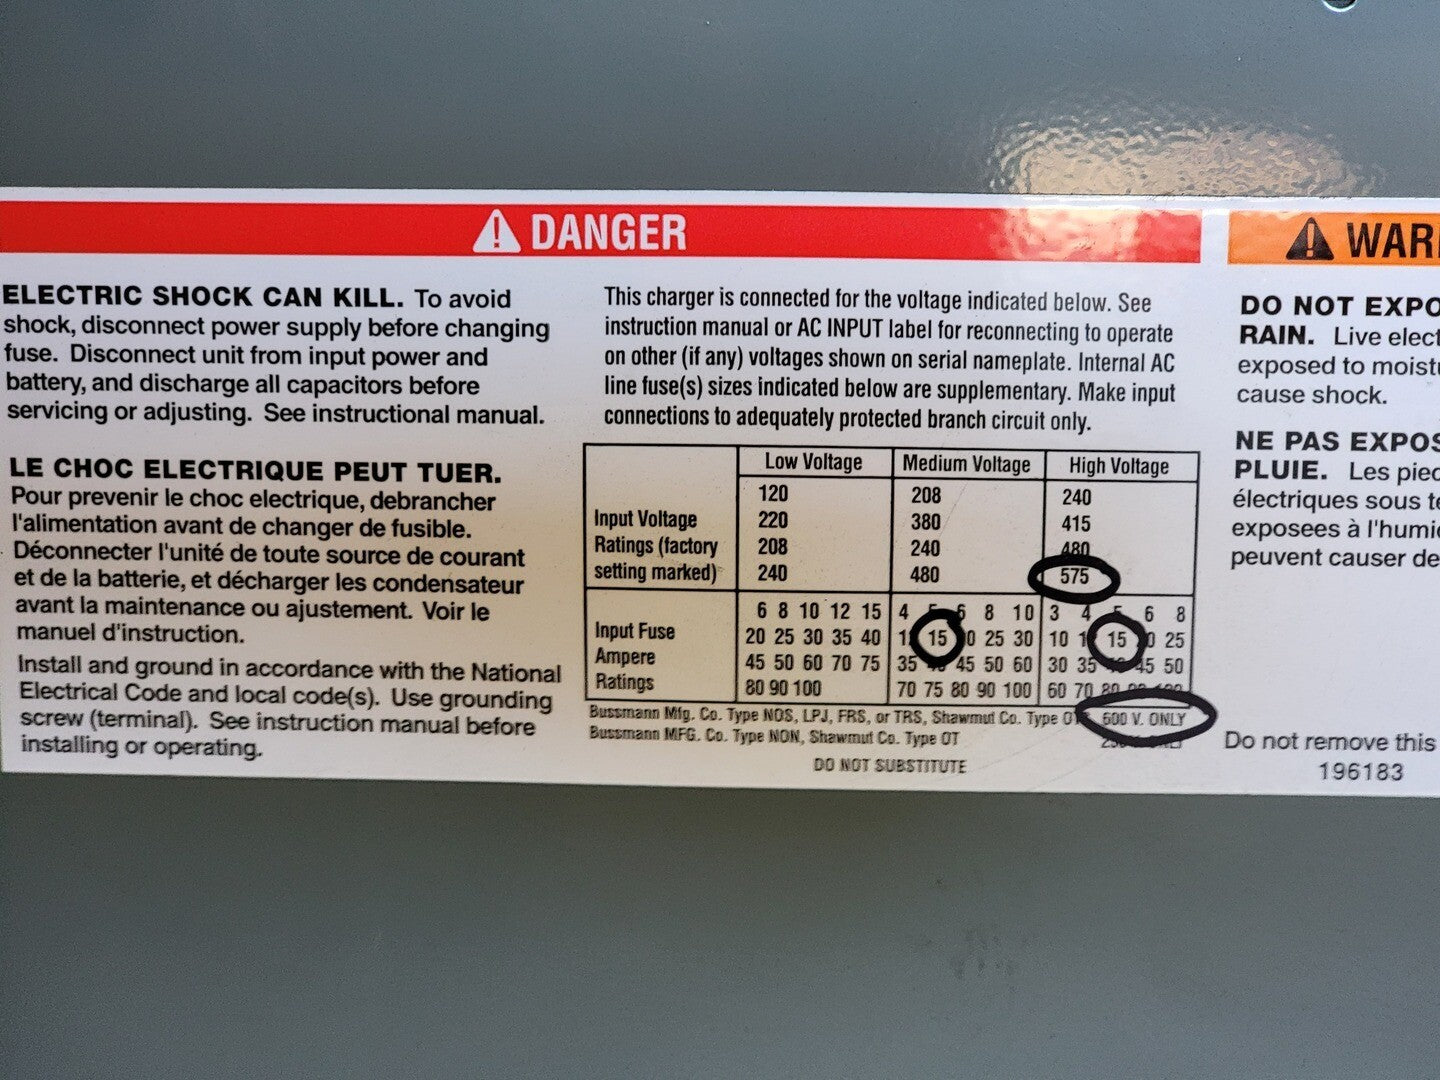 DANGER
ELECTRIC SHOCK CAN KILL. To avoid
shock, disconnect power supply before changing
fuse. Disconnect unit from input power and
battery, and discharge all capacitors before
servicing or adjusting. See instructional manual.
LE CHOC ELECTRIQUE PEUT TUER.
Pour prevenir le choc electrique, debrancher
l'alimentation avant de changer de fusible.
Déconnecter l'unité de toute source de courant
et de la batterie, et décharger les condensateur
avant la maintenance ou ajustement. Voir le
manuel d'instruction.
Install and ground in accordance with the National
Electrical Code and local code(s). Use grounding
screw (terminal). See instruction manual before
installing or operating.
This charger is connected for the voltage indicated below. See
instruction manual or AC INPUT label for reconnecting to operate
on other (if any) voltages shown on serial nameplate. Internal AC
line fuse(s) sizes indicated below are supplementary. Make input
connections to adequately protected branch circuit only.
Low Voltage Medium Voltage High Voltage
120 208 240
Input Voltage 220 380 415
Ratings (factory 208 240 480
setting marked) 240 480 575
6 8 10 12 15 4 5 6 8 10 3 4 5 6 8
Input Fuse 20 25 30 35 40 15 25 30 10 15 25
Ampere 45 50 60 70 75 35 45 50 60 30 35 45 50
Ratings 80 90 100 70 75 80 90 100 60 70 80 90 100
Bussmann Mfg. Co. Type NOS, LPJ, FRS, or TRS, Shawmut Co. Type 600 V. ONLY
Bussmann MFG. Co. Type NON, Shawmut Co. Type OT 250 V. ONLY
DO NOT SUBSTITUTE
WAR
DO NOT EXPO
RAIN. Live elect
exposed to moist
cause shock.
NE PAS EXPOS
PLUIE. Les piec
électriques sous t
exposees à l'humi
peuvent causer de
Do not remove this
196183